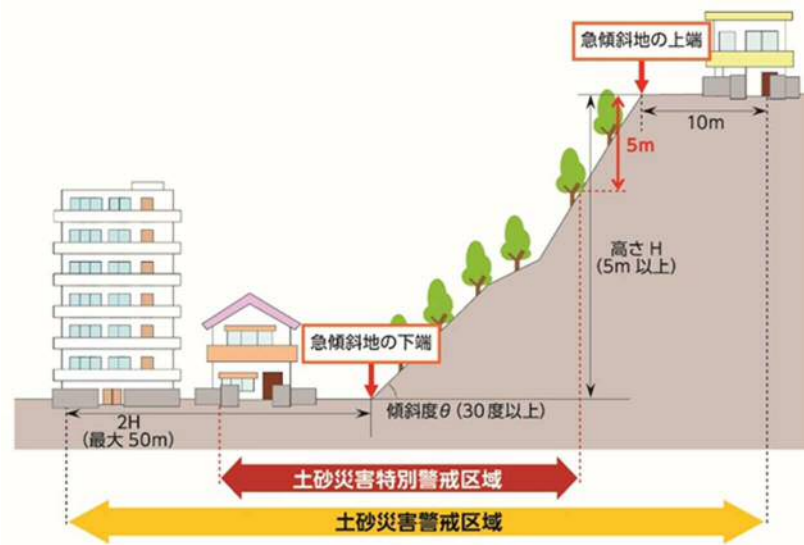 急傾斜地の上端
10m
5m
高さ H
(5m 以上)
急傾斜地の下端
傾斜度θ (30度以上)
2H
(最大 50m)
土砂災害特別警戒区域
土砂災害警戒区域